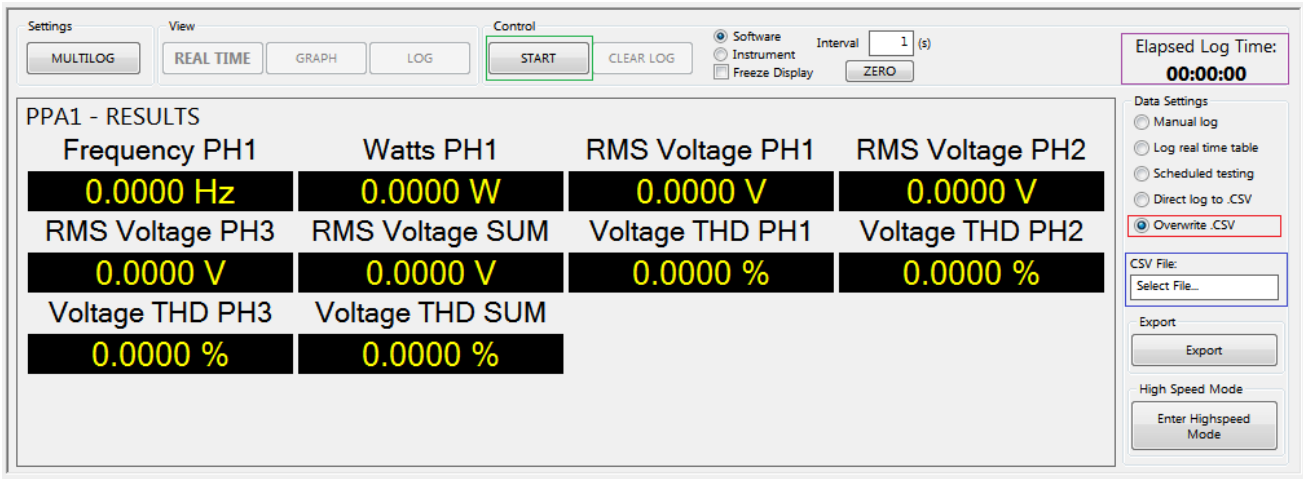 Settings
MULTILOG
View
REAL TIME GRAPH LOG
Control
START CLEAR LOG
Software
Instrument
Freeze Display
Interval 1 (s)
ZERO
Elapsed Log Time:
00:00:00
PPA1 - RESULTS
Frequency PH1 Watts PH1 RMS Voltage PH1 RMS Voltage PH2
0.0000 Hz 0.0000 W 0.0000 V 0.0000 V
RMS Voltage PH3 RMS Voltage SUM Voltage THD PH1 Voltage THD PH2
0.0000 V 0.0000 V 0.0000 % 0.0000 %
Voltage THD PH3 Voltage THD SUM
0.0000 % 0.0000 %
Data Settings
Manual log
Log real time table
Scheduled testing
Direct log to .CSV
Overwrite .CSV
CSV File:
Select File...
Export
Export
High Speed Mode
Enter Highspeed
Mode